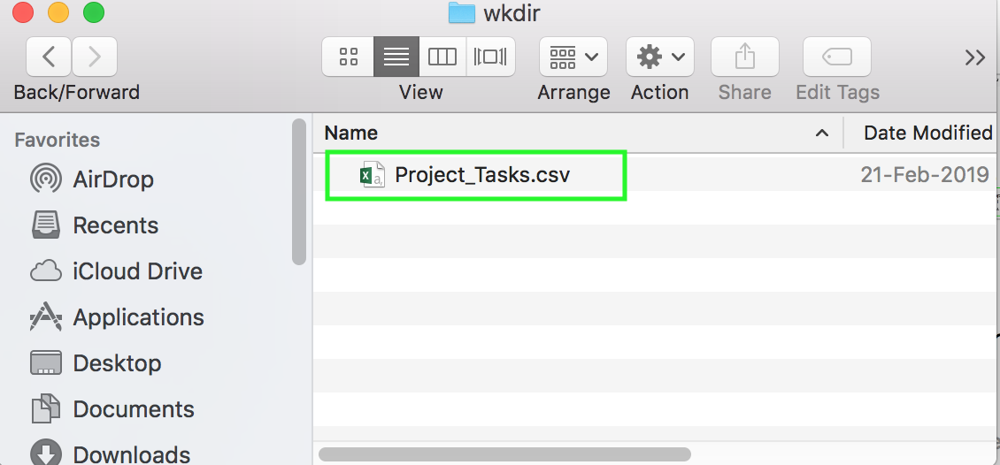 wkdir
Back/Forward
View
Arrange
Action
Share
Edit Tags
Favorites
AirDrop
Recents
iCloud Drive
Applications
Desktop
Documents
Downloads
Name
Date Modified
Project_Tasks.csv
21-Feb-2019